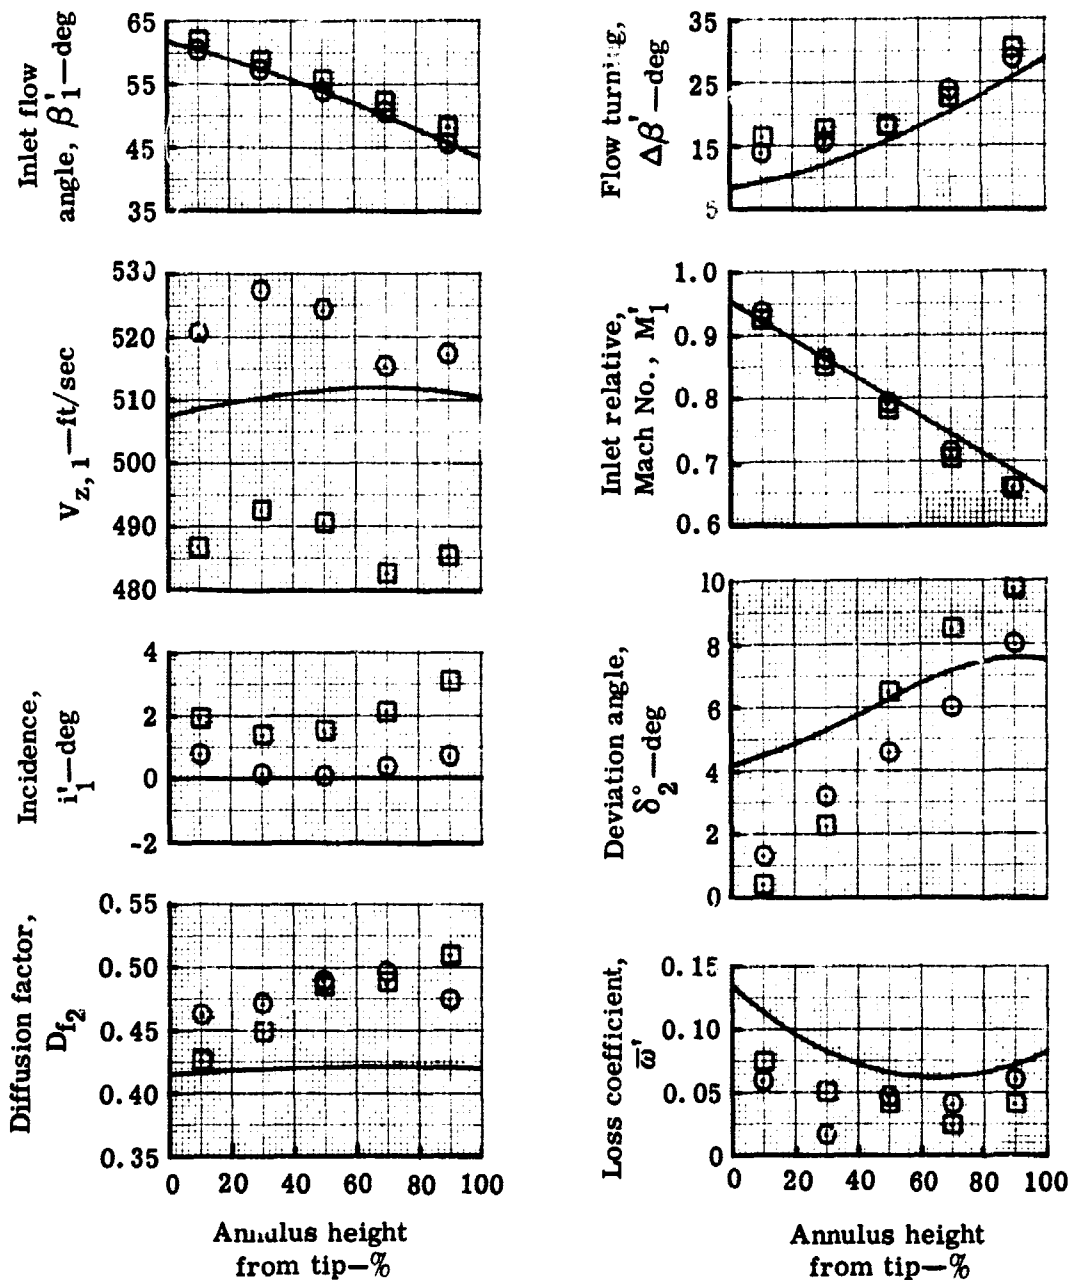 Inlet flow
angle, β′1—deg
65
55
45
35
Flow turning,
Δβ′—deg
35
25
15
5
Vz,1—ft/sec
530
520
510
500
490
480
Inlet relative,
Mach No., M′1
1.0
0.9
0.8
0.7
0.6
Incidence,
i′1—deg
4
2
0
-2
Deviation angle,
δ°2—deg
10
8
6
4
2
0
Diffusion factor,
Df2
0.55
0.50
0.45
0.40
0.35
0 20 40 60 80 100
Annulus height
from tip—%
Loss coefficient,
ω̅′
0.15
0.10
0.05
0
0 20 40 60 80 100
Annulus height
from tip—%